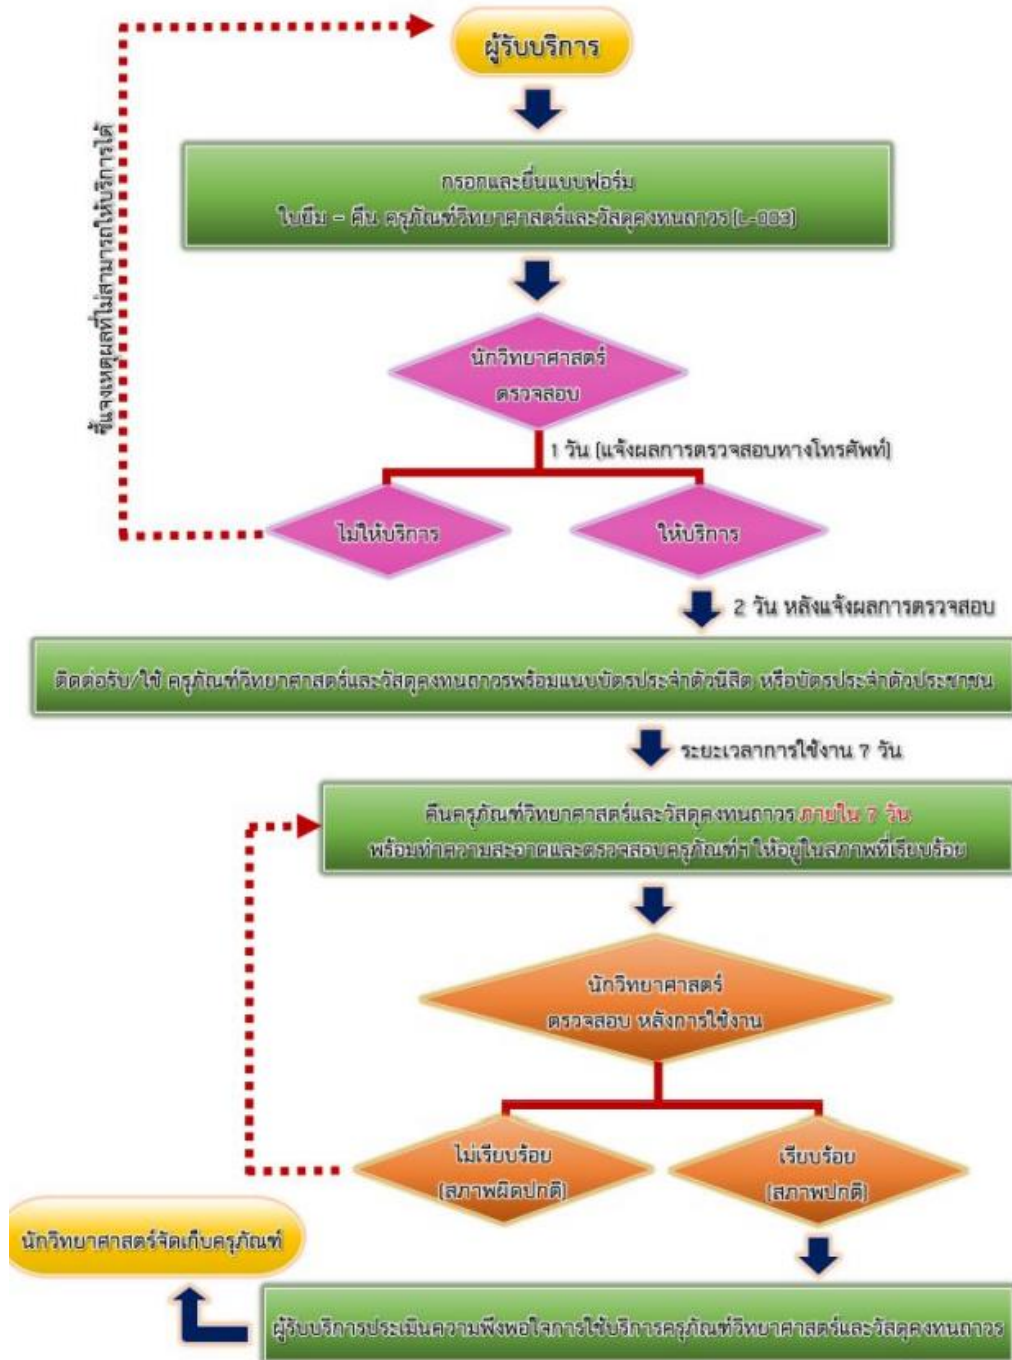 ผู้รับบริการ
กรอกและยื่นแบบฟอร์ม
ใบยืม - คืน ครุภัณฑ์วิทยาศาสตร์และวัสดุคงทนถาวร (L-003)
ชี้แจงเหตุผลที่ไม่สามารถให้บริการได้
นักวิทยาศาสตร์
ตรวจสอบ
1 วัน (แจ้งผลการตรวจสอบทางโทรศัพท์)
ไม่ให้บริการ
ให้บริการ
2 วัน หลังแจ้งผลการตรวจสอบ
ติดต่อรับ/ใช้ ครุภัณฑ์วิทยาศาสตร์และวัสดุคงทนถาวรพร้อมแนบบัตรประจำตัวนิสิต หรือบัตรประจำตัวประชาชน
ระยะเวลาการใช้งาน 7 วัน
คืนครุภัณฑ์วิทยาศาสตร์และวัสดุคงทนถาวร ภายใน 7 วัน
พร้อมทำความสะอาดและตรวจสอบครุภัณฑ์ฯ ให้อยู่ในสภาพที่เรียบร้อย
นักวิทยาศาสตร์
ตรวจสอบ หลังการใช้งาน
ไม่เรียบร้อย
(สภาพผิดปกติ)
เรียบร้อย
(สภาพปกติ)
นักวิทยาศาสตร์จัดเก็บครุภัณฑ์
ผู้รับบริการประเมินความพึงพอใจการใช้บริการครุภัณฑ์วิทยาศาสตร์และวัสดุคงทนถาวร